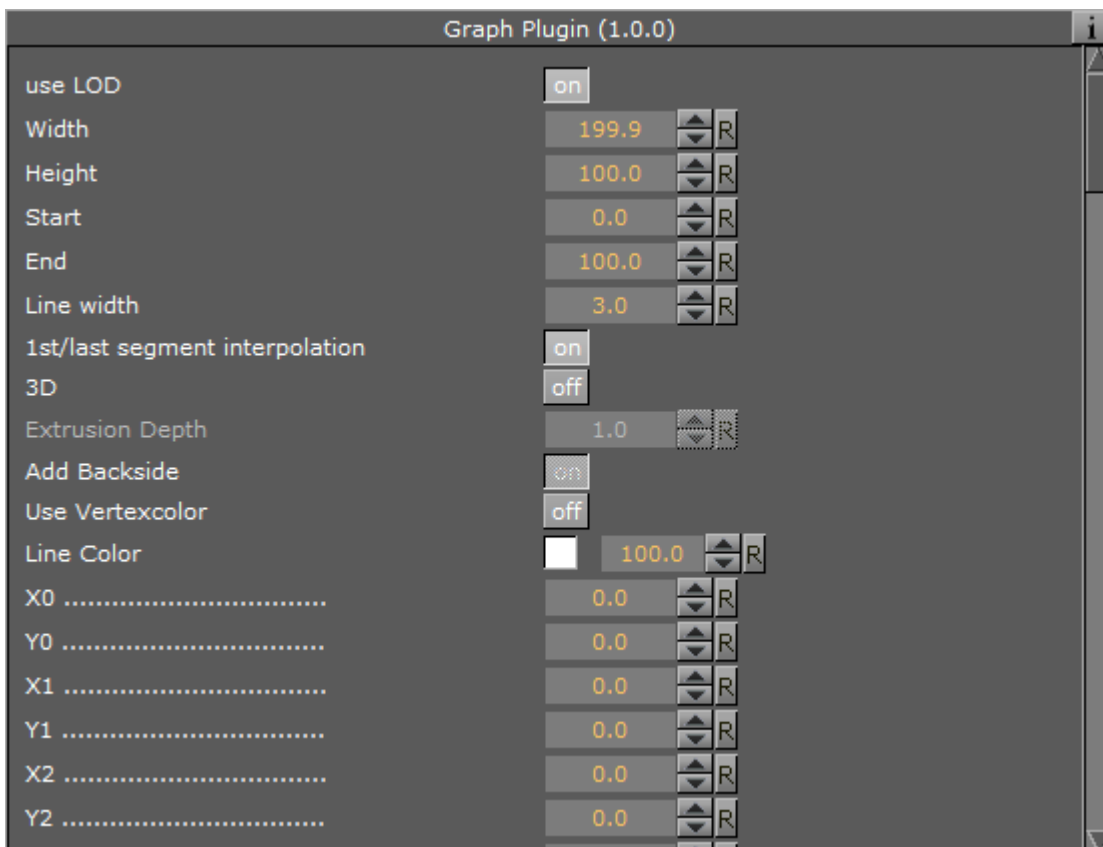 Graph Plugin (1.0.0) i
use LOD on
Width 199.9 R
Height 100.0 R
Start 0.0 R
End 100.0 R
Line width 3.0 R
1st/last segment interpolation on
3D off
Extrusion Depth 1.0 R
Add Backside on
Use Vertexcolor off
Line Color 100.0 R
X0 ................................. 0.0 R
Y0 ................................. 0.0 R
X1 ................................. 0.0 R
Y1 ................................. 0.0 R
X2 ................................. 0.0 R
Y2 ................................. 0.0 R